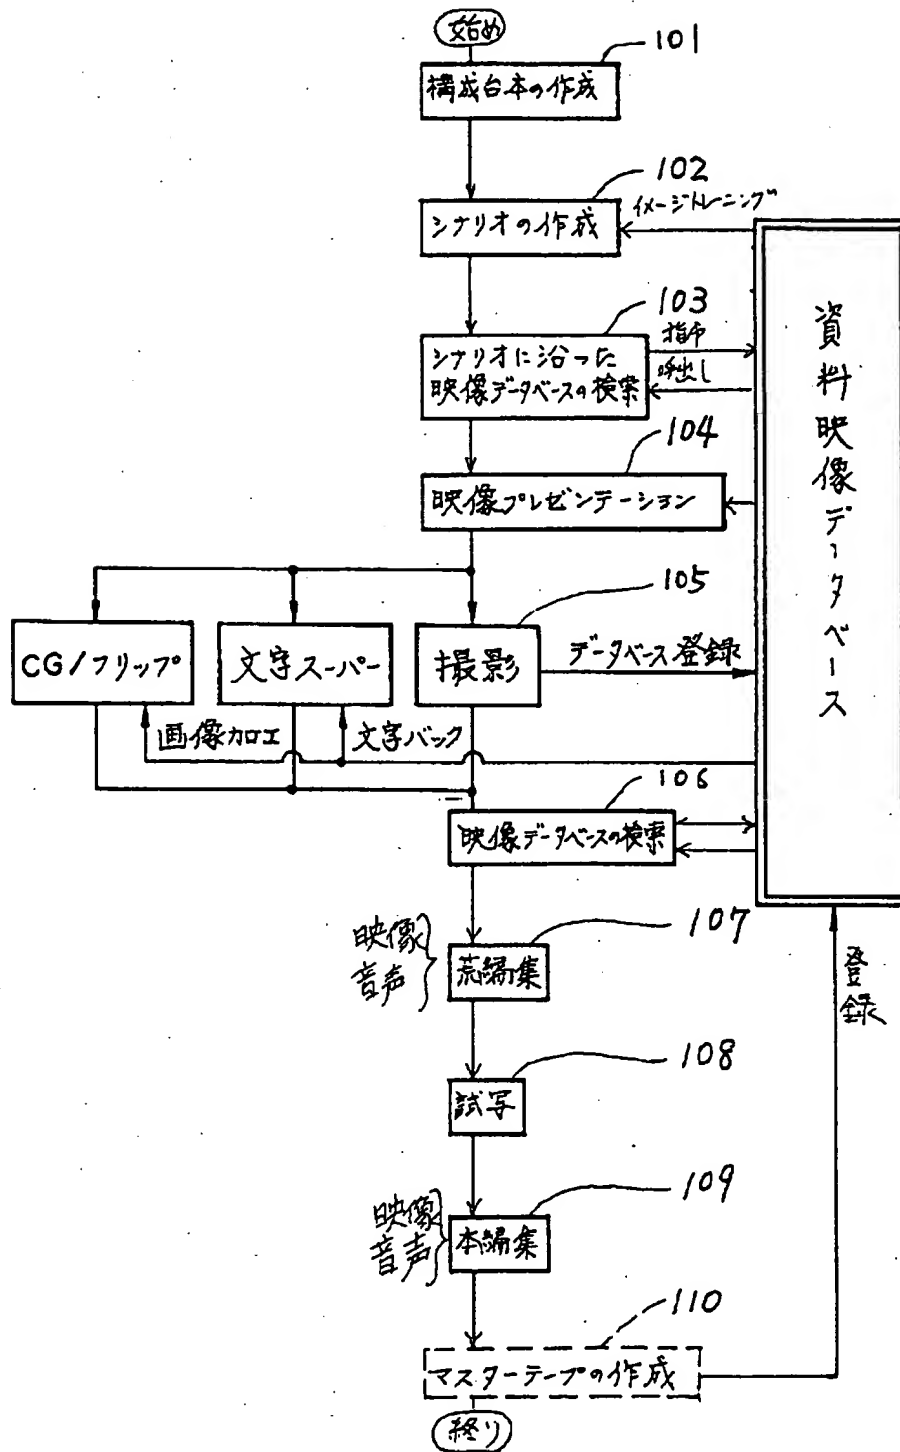 始め
101
構成台本の作成
102
シナリオの作成
イメージトレーニング
103
シナリオに沿った
映像データベースの検索
指示
呼出し
104
映像プレゼンテーション
資料映像データベース
105
CG/フリップ
文字スーパー
撮影
データベース登録
画像加工
文字バック
106
映像データベースの検索
107
映像
音声
荒編集
登録
108
試写
109
映像
音声
本編集
110
マスターテープの作成
終り